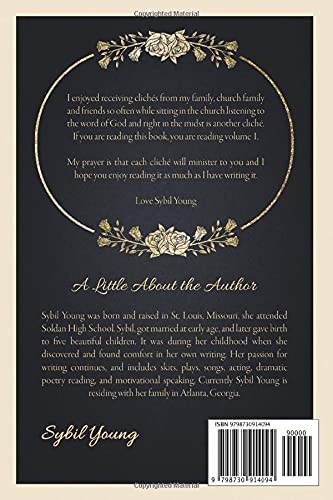 I enjoyed receiving clichés from my family, church family
and friends so often while sitting in the church listening to
the word of God and right in the midst is another cliché.
If you are reading this book, you are reading volume 1.
My prayer is that each cliché will minister to you and I
hope you enjoy reading it as much as I have writing it.
Love Sybil Young
A Little About the Author
Sybil Young was born and raised in St. Louis, Missouri, she attended
Soldan High School. Sybil, got married at early age, and later gave
birth to five beautiful children. It was during her childhood when she
discovered and found comfort in her own writing. Her passion for
writing continues, and includes skits, plays, songs, acting, dramatic
poetry reading, and motivational speaking. Currently Sybil Young is
residing with her family in Atlanta, Georgia.
Sybil Young
ISBN 9798730914094
90000
9 798730 914094